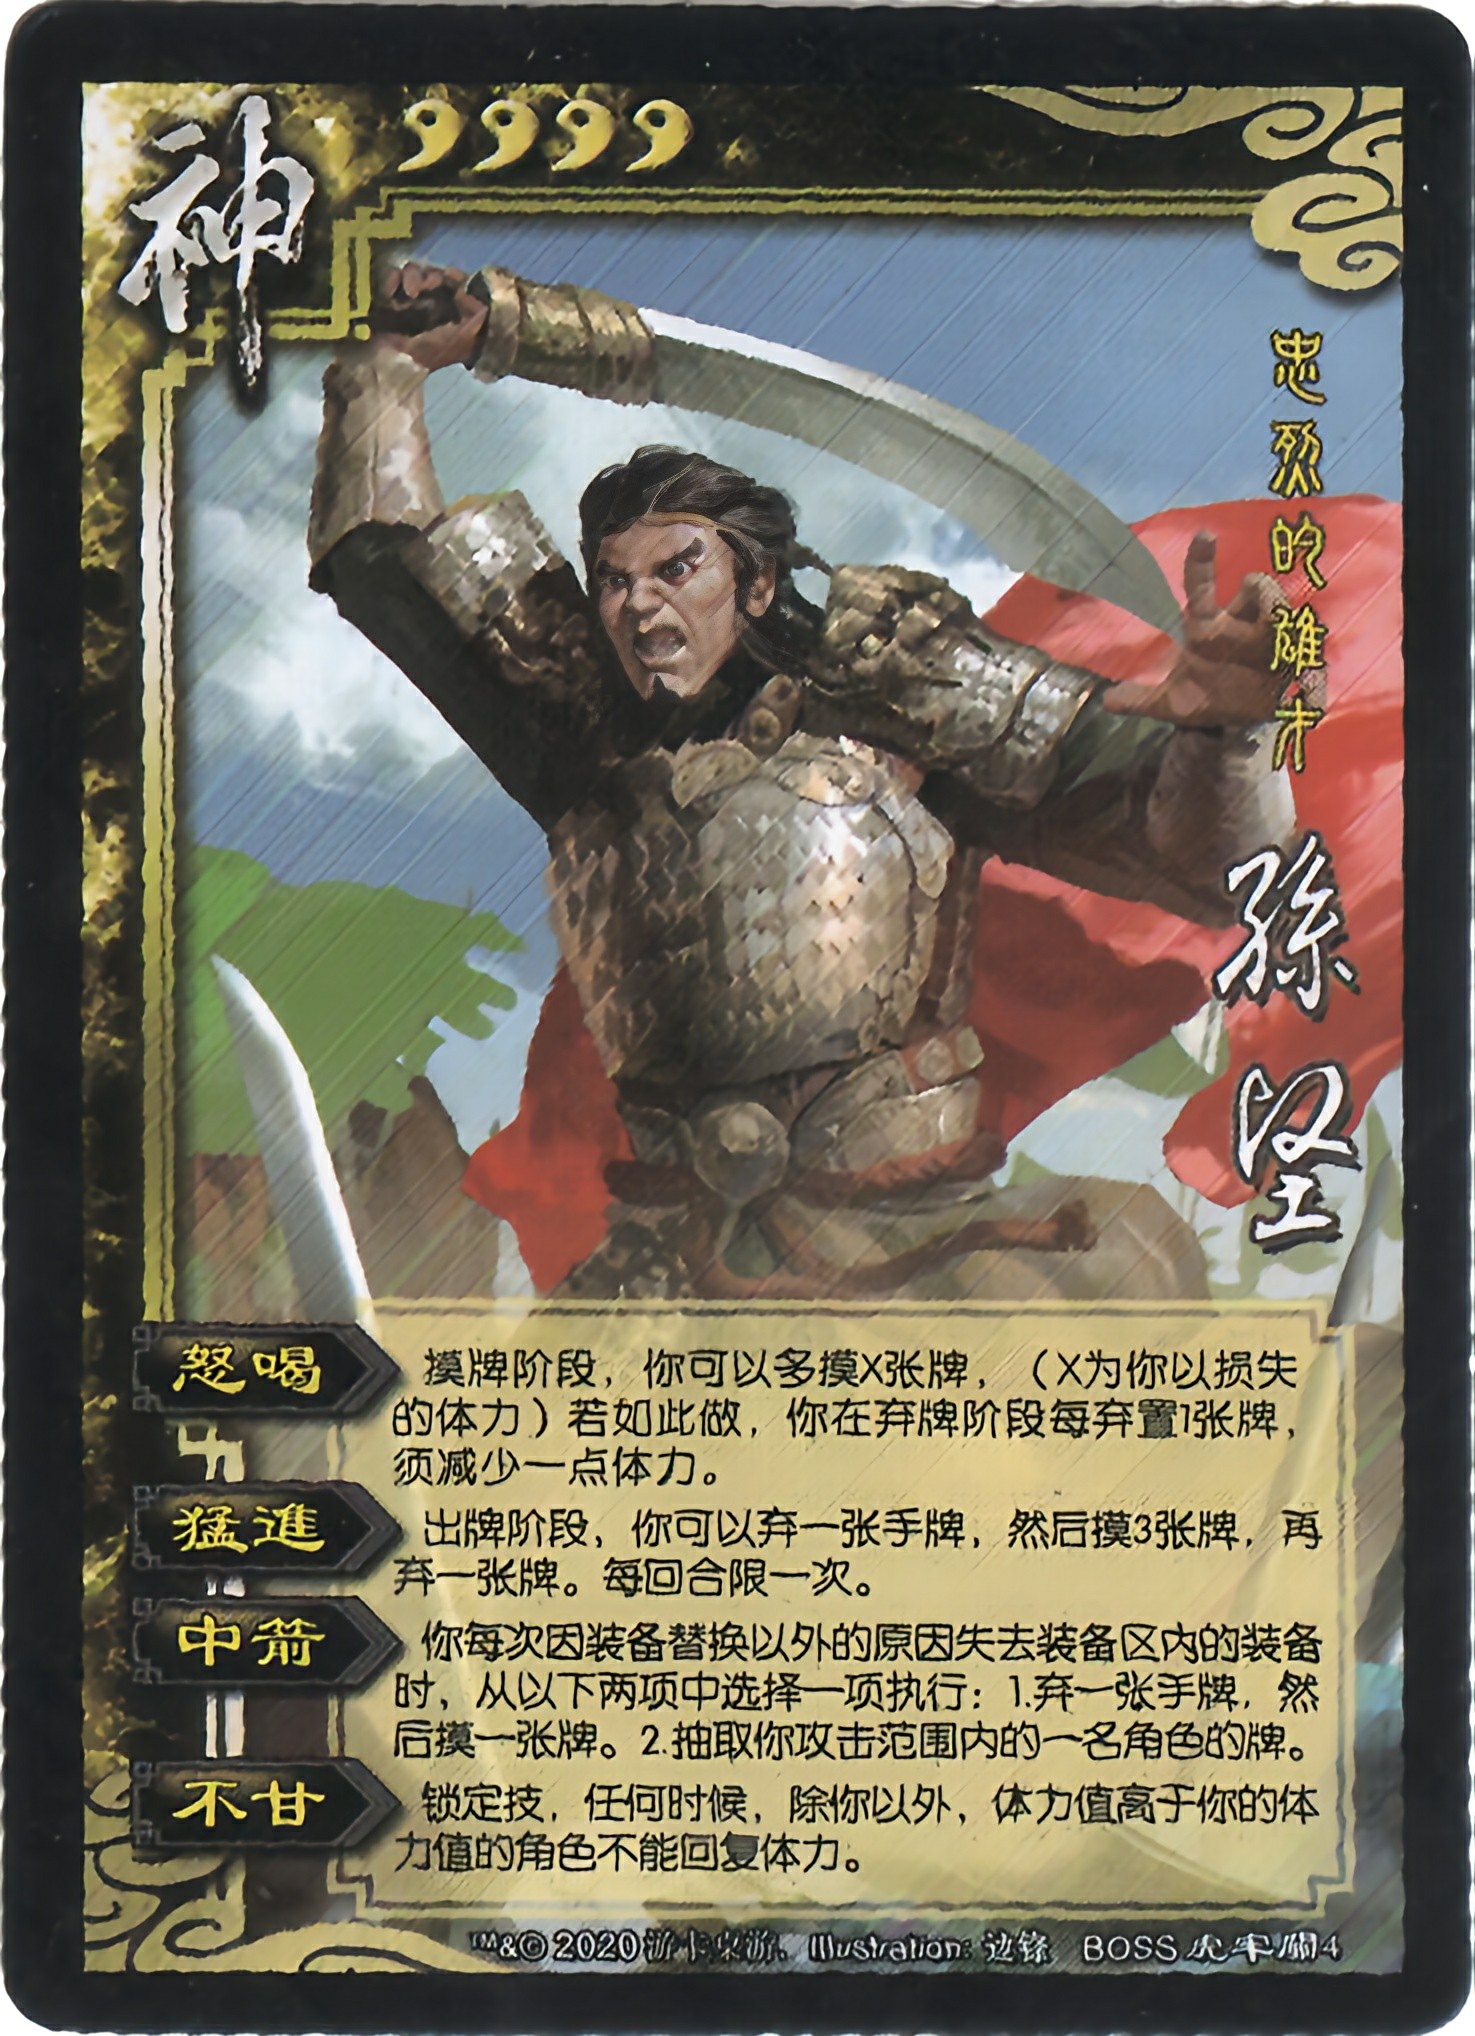 神
忠烈的雄才
孫堅
怒喝
摸牌阶段，你可以多摸X张牌，（X为你以损失
的体力）若如此做，你在弃牌阶段每弃置1张牌，
须减少一点体力。
猛進
出牌阶段，你可以弃一张手牌，然后摸3张牌，再
弃一张牌。每回合限一次。
中箭
你每次因装备替换以外的原因失去装备区内的装备
时，从以下两项中选择一项执行：1.弃一张手牌，然
后摸一张牌。2.抽取你攻击范围内的一名角色的牌。
不甘
锁定技，任何时候，除你以外，体力值高于你的体
力值的角色不能回复体力。
™&© 2020 游卡桌游. Illustration: 边锋 BOSS 虎牢關4